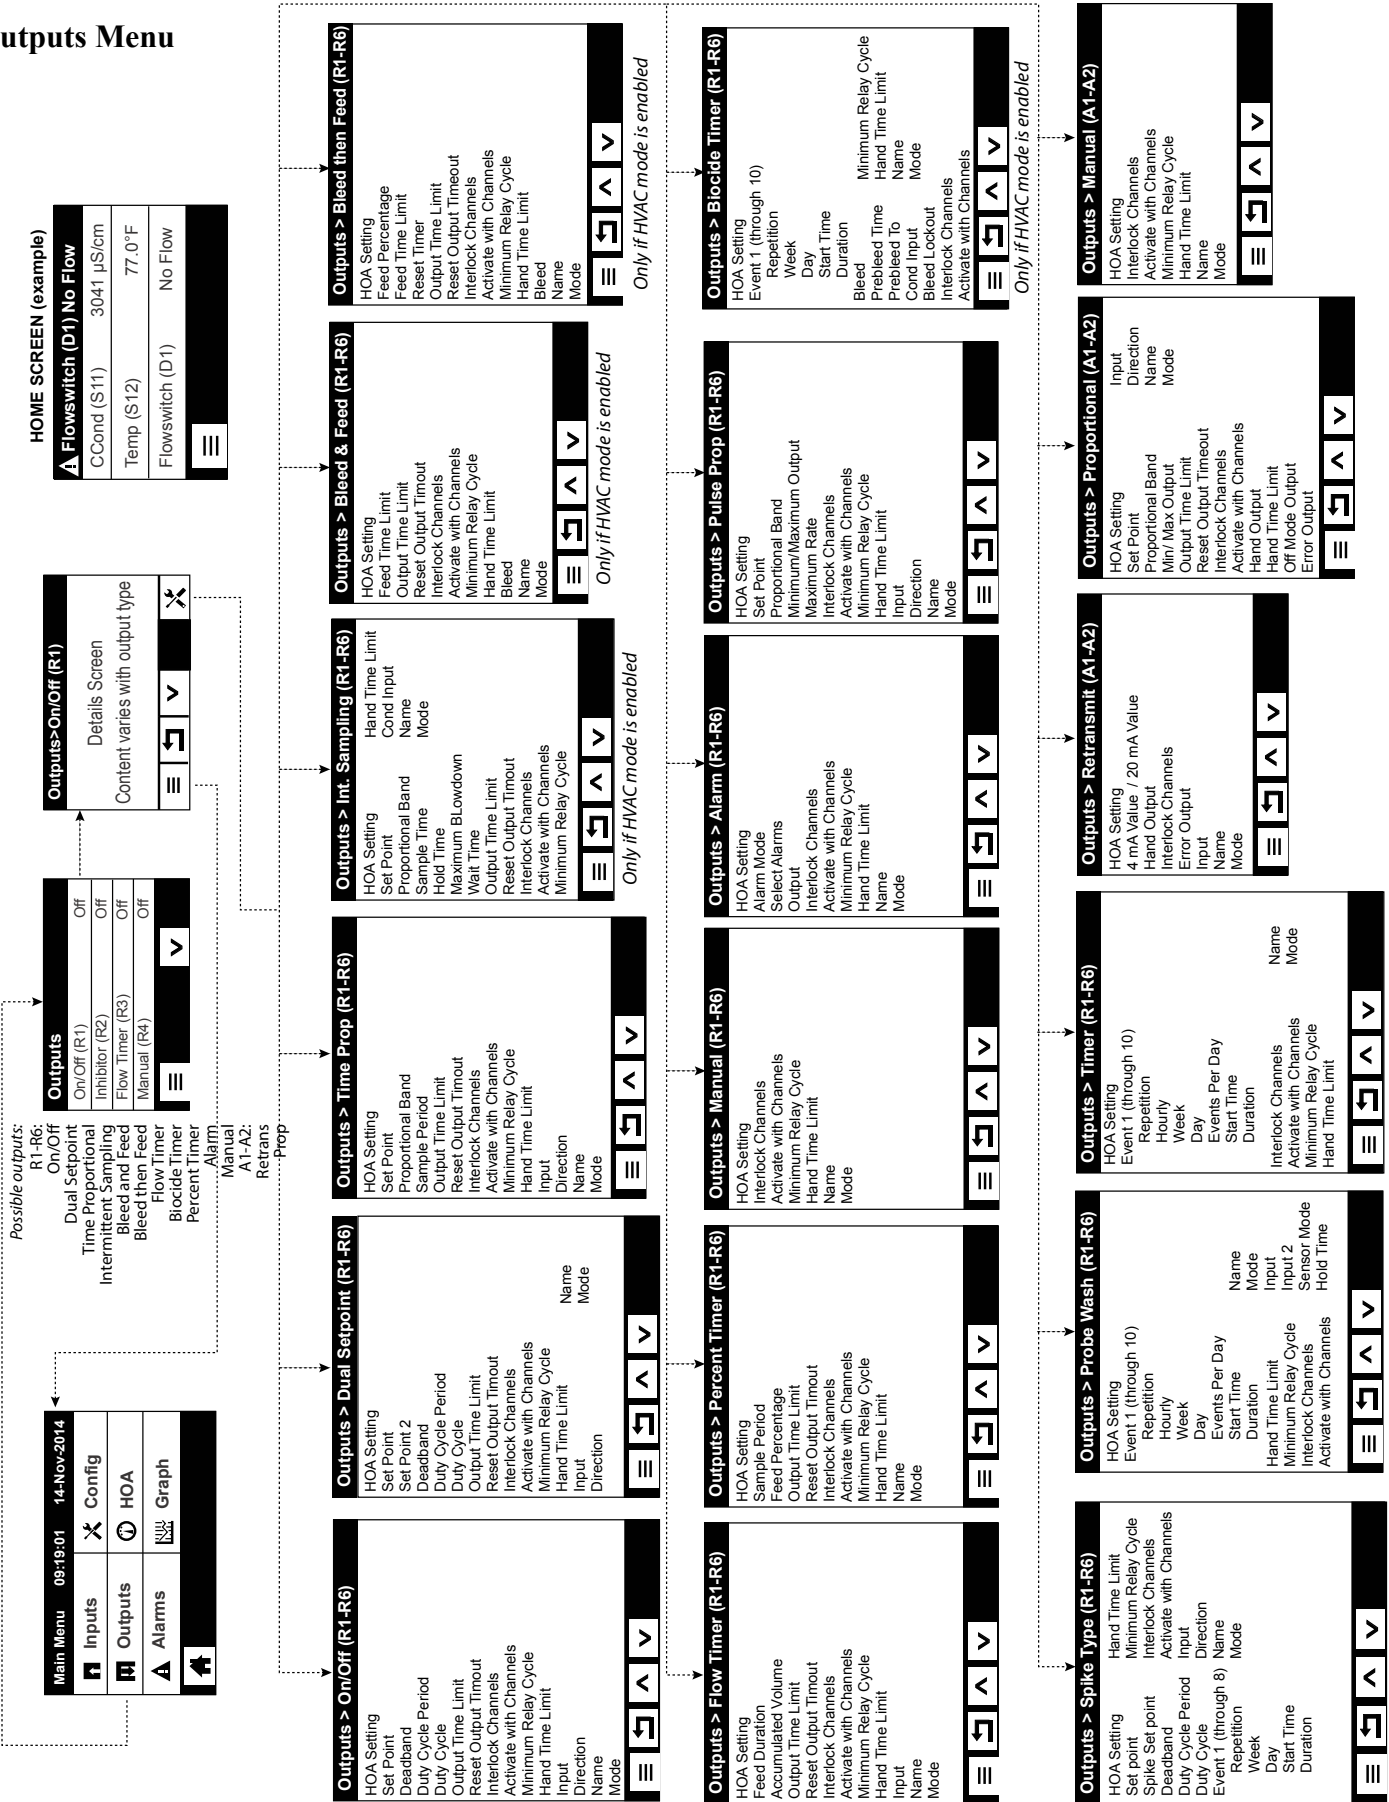 utputs Menu
Main Menu 09:19:01 14-Nov-2014
Inputs Config
Outputs HOA
Alarms Graph
Possible outputs:
R1-R6:
On/Off
Dual Setpoint
Time Proportional
Intermittent Sampling
Bleed and Feed
Bleed then Feed
Flow Timer
Biocide Timer
Percent Timer
Alarm
Manual
A1-A2:
Retrans
Prop
Outputs
On/Off (R1) Off
Inhibitor (R2) Off
Flow Timer (R3) Off
Manual (R4) Off
Outputs>On/Off (R1)
Details Screen
Content varies with output type
HOME SCREEN (example)
Flowswitch (D1) No Flow
CCond (S11) 3041 µS/cm
Temp (S12) 77.0°F
Flowswitch (D1) No Flow
Outputs > On/Off (R1-R6)
HOA Setting
Set Point
Deadband
Duty Cycle Period
Duty Cycle
Output Time Limit
Reset Output Timout
Interlock Channels
Activate with Channels
Minimum Relay Cycle
Hand Time Limit
Input
Direction
Name
Mode
Outputs > Dual Setpoint (R1-R6)
HOA Setting
Set Point
Set Point 2
Deadband
Duty Cycle Period
Duty Cycle
Output Time Limit
Reset Output Timout
Interlock Channels
Activate with Channels
Minimum Relay Cycle
Hand Time Limit
Input
Direction
Name
Mode
Outputs > Time Prop (R1-R6)
HOA Setting
Set Point
Proportional Band
Sample Period
Output Time Limit
Reset Output Timout
Interlock Channels
Activate with Channels
Minimum Relay Cycle
Hand Time Limit
Input
Direction
Name
Mode
Outputs > Int. Sampling (R1-R6)
HOA Setting
Set Point
Proportional Band
Sample Time
Hold Time
Maximum BLowdown
Wait Time
Output Time Limit
Reset Output Timout
Interlock Channels
Activate with Channels
Minimum Relay Cycle
Hand Time Limit
Cond Input
Name
Mode
Only if HVAC mode is enabled
Outputs > Bleed & Feed (R1-R6)
HOA Setting
Feed Time Limit
Output Time Limit
Reset Output Timout
Interlock Channels
Activate with Channels
Minimum Relay Cycle
Hand Time Limit
Bleed
Name
Mode
Only if HVAC mode is enabled
Outputs > Bleed then Feed (R1-R6)
HOA Setting
Feed Percentage
Feed Time Limit
Reset Timer
Output Time Limit
Reset Output Timeout
Interlock Channels
Activate with Channels
Minimum Relay Cycle
Hand Time Limit
Bleed
Name
Mode
Only if HVAC mode is enabled
Outputs > Flow Timer (R1-R6)
HOA Setting
Feed Duration
Accumulated Volume
Output Time Limit
Reset Output Timout
Interlock Channels
Activate with Channels
Minimum Relay Cycle
Hand Time Limit
Input
Name
Mode
Outputs > Percent Timer (R1-R6)
HOA Setting
Sample Period
Feed Percentage
Output Time Limit
Reset Output Timout
Interlock Channels
Activate with Channels
Minimum Relay Cycle
Hand Time Limit
Name
Mode
Outputs > Manual (R1-R6)
HOA Setting
Interlock Channels
Activate with Channels
Minimum Relay Cycle
Hand Time Limit
Name
Mode
Outputs > Alarm (R1-R6)
HOA Setting
Alarm Mode
Select Alarms
Output
Interlock Channels
Activate with Channels
Minimum Relay Cycle
Hand Time Limit
Name
Mode
Outputs > Pulse Prop (R1-R6)
HOA Setting
Set Point
Proportional Band
Minimum/Maximum Output
Maximum Rate
Interlock Channels
Activate with Channels
Minimum Relay Cycle
Hand Time Limit
Input
Direction
Name
Mode
Outputs > Biocide Timer (R1-R6)
HOA Setting
Event 1 (through 10)
Repetition
Week
Day
Start Time
Duration
Bleed
Prebleed Time
Prebleed To
Cond Input
Bleed Lockout
Interlock Channels
Activate with Channels
Minimum Relay Cycle
Hand Time Limit
Name
Mode
Only if HVAC mode is enabled
Outputs > Spike Type (R1-R6)
HOA Setting
Set point
Spike Set point
Deadband
Duty Cycle Period
Duty Cycle
Event 1 (through 8)
Repetition
Week
Day
Start Time
Duration
Hand Time Limit
Minimum Relay Cycle
Interlock Channels
Activate with Channels
Input
Direction
Name
Mode
Outputs > Probe Wash (R1-R6)
HOA Setting
Event 1 (through 10)
Repetition
Hourly
Week
Day
Events Per Day
Start Time
Duration
Hand Time Limit
Minimum Relay Cycle
Interlock Channels
Activate with Channels
Name
Mode
Input
Input 2
Sensor Mode
Hold Time
Outputs > Timer (R1-R6)
HOA Setting
Event 1 (through 10)
Repetition
Hourly
Week
Day
Events Per Day
Start Time
Duration
Interlock Channels
Activate with Channels
Minimum Relay Cycle
Hand Time Limit
Name
Mode
Outputs > Retransmit (A1-A2)
HOA Setting
4 mA Value / 20 mA Value
Hand Output
Interlock Channels
Error Output
Input
Name
Mode
Outputs > Proportional (A1-A2)
HOA Setting
Set Point
Proportional Band
Min/ Max Output
Output Time Limit
Reset Output Timeout
Interlock Channels
Activate with Channels
Hand Output
Hand Time Limit
Off Mode Output
Error Output
Input
Direction
Name
Mode
Outputs > Manual (A1-A2)
HOA Setting
Interlock Channels
Activate with Channels
Minimum Relay Cycle
Hand Time Limit
Name
Mode